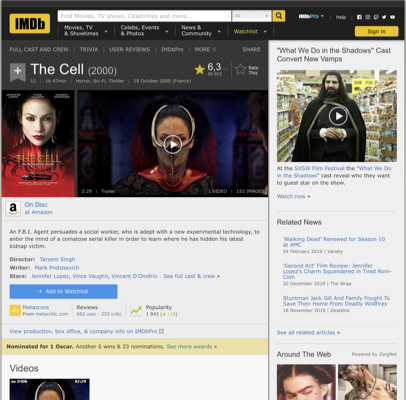 IMDb
Find Movies, TV shows, Celebrities and more...
All
IMDbPro
Help
Movies, TV
& Showtimes
Celebs, Events
& Photos
News &
Community
Watchlist
Sign in
FULL CAST AND CREW | TRIVIA | USER REVIEWS | IMDbPro | MORE
SHARE
The Cell (2000)
6,3
Rate
This
12 | 1h 47min | Horror, Sci-Fi, Thriller | 18 October 2000 (France)
THE CELL
2:29 | Trailer
1 VIDEO | 152 IMAGES
On Disc
at Amazon
An F.B.I. Agent persuades a social worker, who is adept with a new experimental technology, to
enter the mind of a comatose serial killer in order to learn where he has hidden his latest
kidnap victim.
Director: Tarsem Singh
Writer: Mark Protosevich
Stars: Jennifer Lopez, Vince Vaughn, Vincent D'Onofrio | See full cast & crew »
+ Add to Watchlist
Metascore
From metacritic.com
Reviews
682 user | 233 critic
Popularity
1 843
View production, box office, & company info on IMDbPro
Nominated for 1 Oscar. Another 6 wins & 23 nominations. See more awards »
Videos
02:29
"What We Do in the Shadows" Cast
Convert New Vamps
At the SXSW Film Festival the "What We Do
in the Shadows" cast reveal who they want
to guest star on the show.
Watch now »
Related News
'Walking Dead' Renewed for Season 10
at AMC
04 February 2019 | Variety
'Second Act' Film Review: Jennifer
Lopez's Charm Squandered in Tired Rom-
Com
20 December 2018 | The Wrap
Stuntman Jack Gill And Family Fought To
Save Their Home From Deadly Wildfires
18 November 2018 | Deadline
See all related articles »
Around The Web
Powered by ZergNet